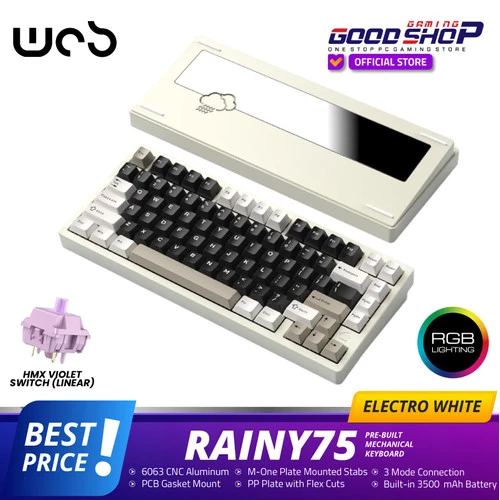 wob
GAMING
GOODSHOP
ONE STOP PC GAMING STORE
OFFICIAL STORE
HMX VIOLET
SWITCH (LINEAR)
RGB
LIGHTING
ELECTRO WHITE
BEST
PRICE!
RAINY75
PRE-BUILT
MECHANICAL
KEYBOARD
6063 CNC Aluminum
M-One Plate Mounted Stabs
3 Mode Connection
PCB Gasket Mount
PP Plate with Flex Cuts
Built-in 3500 mAh Battery